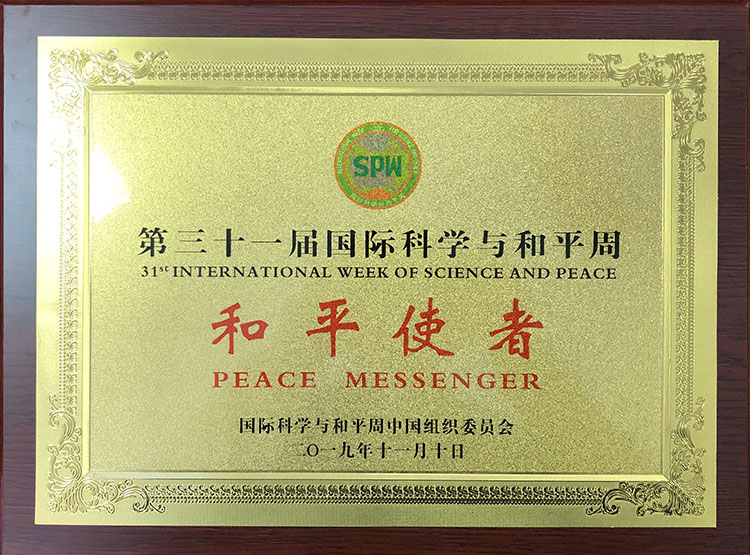 SPW
第三十一届国际科学与和平周
31st INTERNATIONAL WEEK OF SCIENCE AND PEACE
和平使者
PEACE MESSENGER
国际科学与和平周中国组织委员会
二〇一九年十一月十日